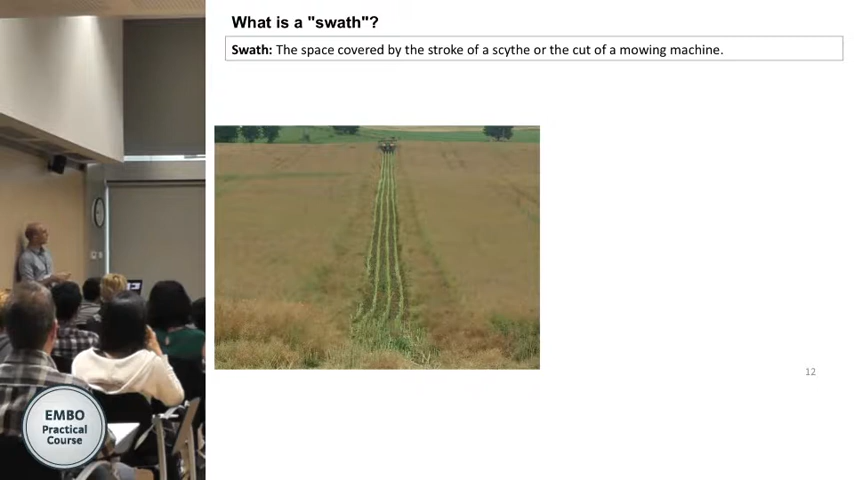 What is a "swath"?
Swath: The space covered by the stroke of a scythe or the cut of a mowing machine.
12
EMBO
Practical
Course